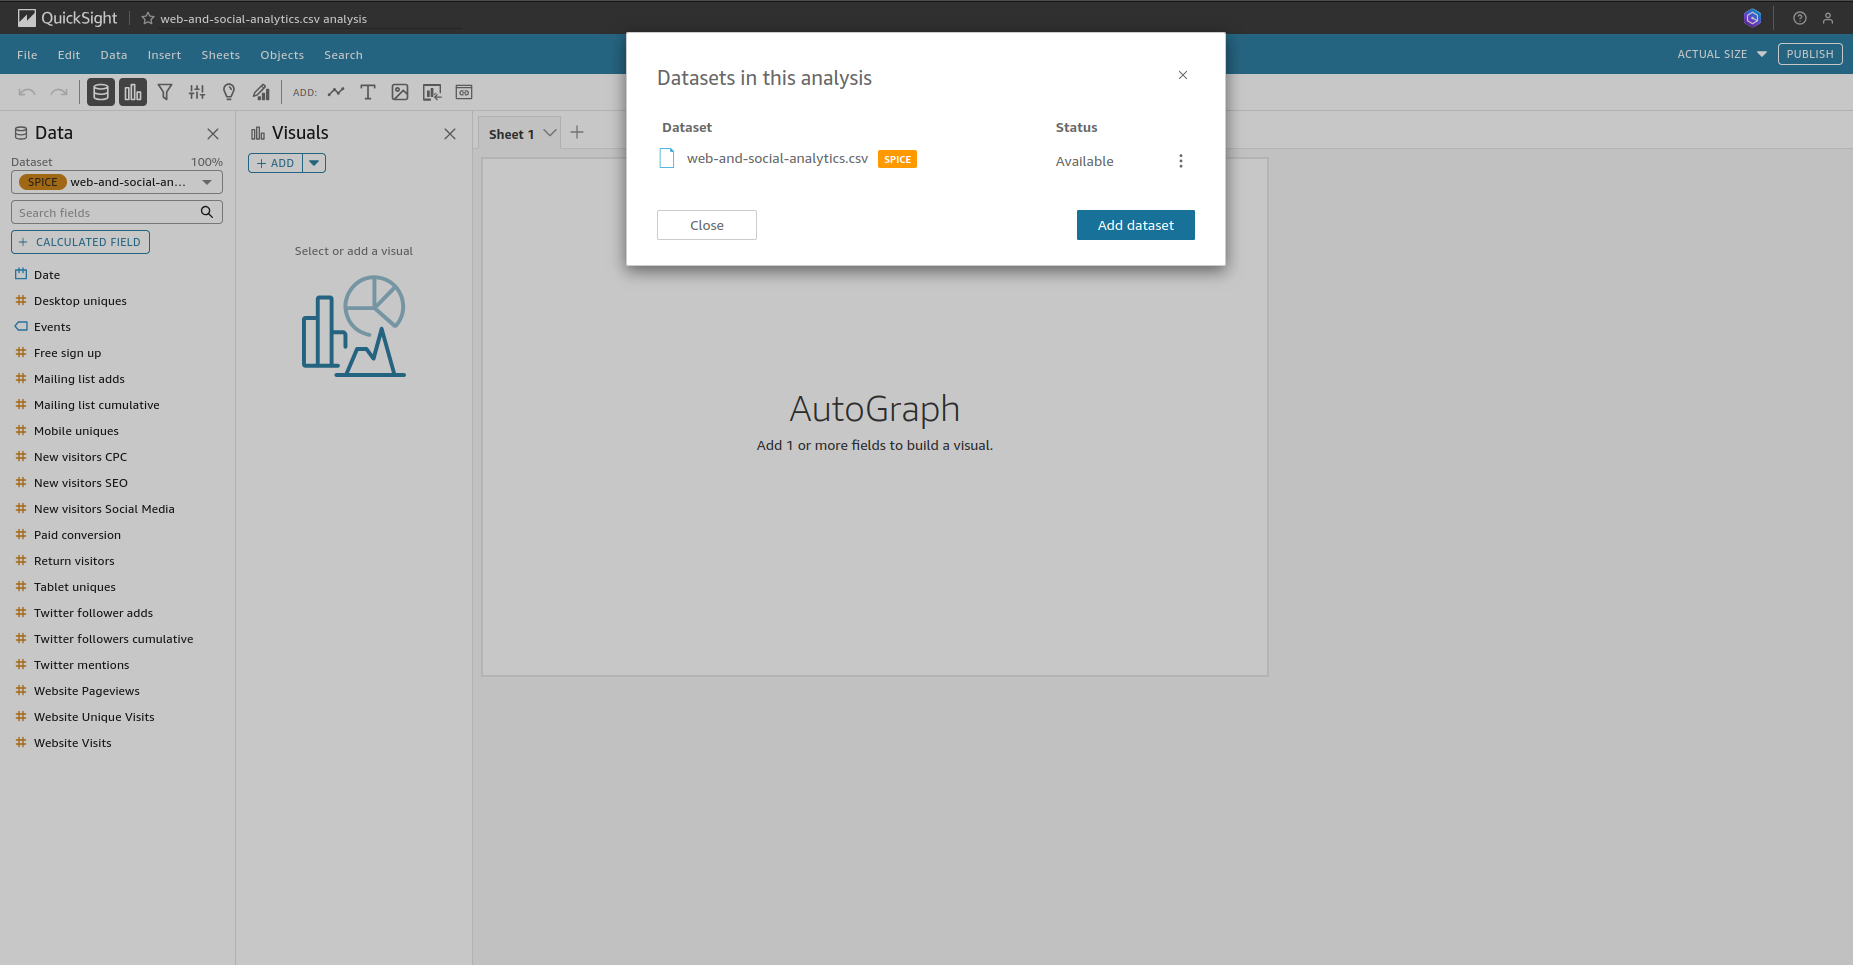 QuickSight
web-and-social-analytics.csv analysis
File Edit Data Insert Sheets Objects Search
ACTUAL SIZE
PUBLISH
ADD:
Data
Dataset 100%
SPICE web-and-social-an...
Search fields
+ CALCULATED FIELD
Date
Desktop uniques
Events
Free sign up
Mailing list adds
Mailing list cumulative
Mobile uniques
New visitors CPC
New visitors SEO
New visitors Social Media
Paid conversion
Return visitors
Tablet uniques
Twitter follower adds
Twitter followers cumulative
Twitter mentions
Website Pageviews
Website Unique Visits
Website Visits
Visuals
+ ADD
Select or add a visual
Sheet 1
Datasets in this analysis
Dataset Status
web-and-social-analytics.csv SPICE Available
Close Add dataset
AutoGraph
Add 1 or more fields to build a visual.